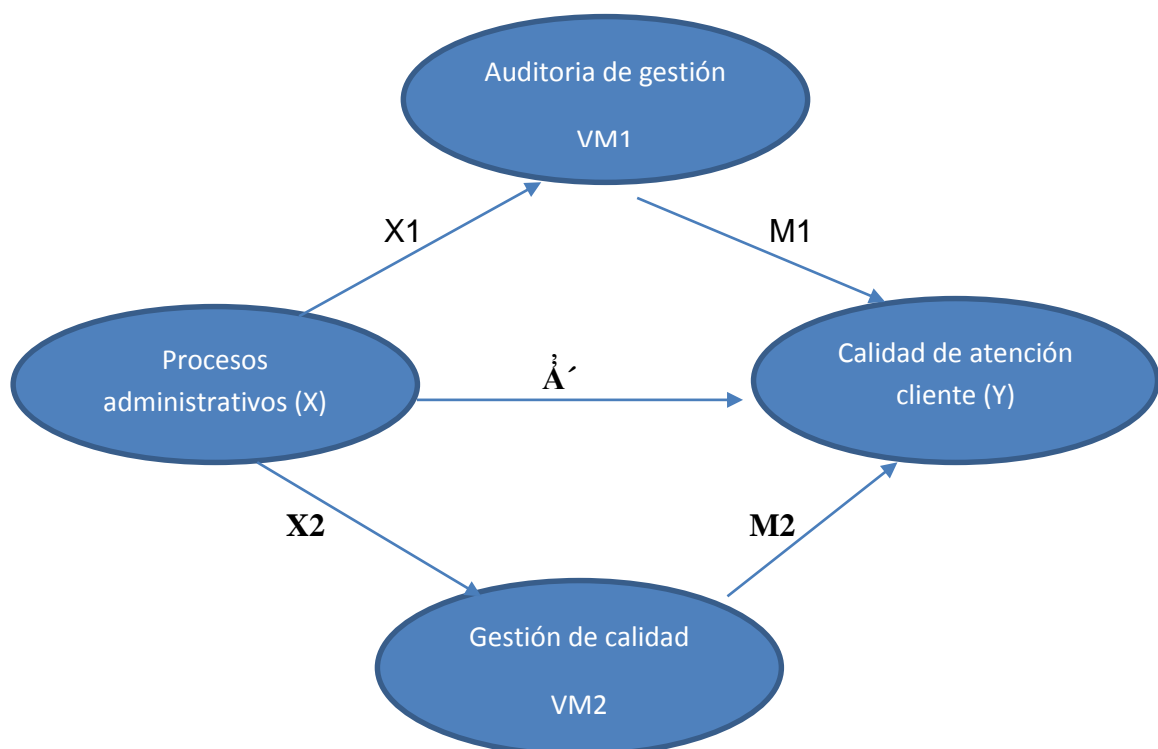 Auditoria de gestión
VM1
X1
M1
Procesos
administrativos (X)
Calidad de atención
cliente (Y)
X2
M2
Gestión de calidad
VM2